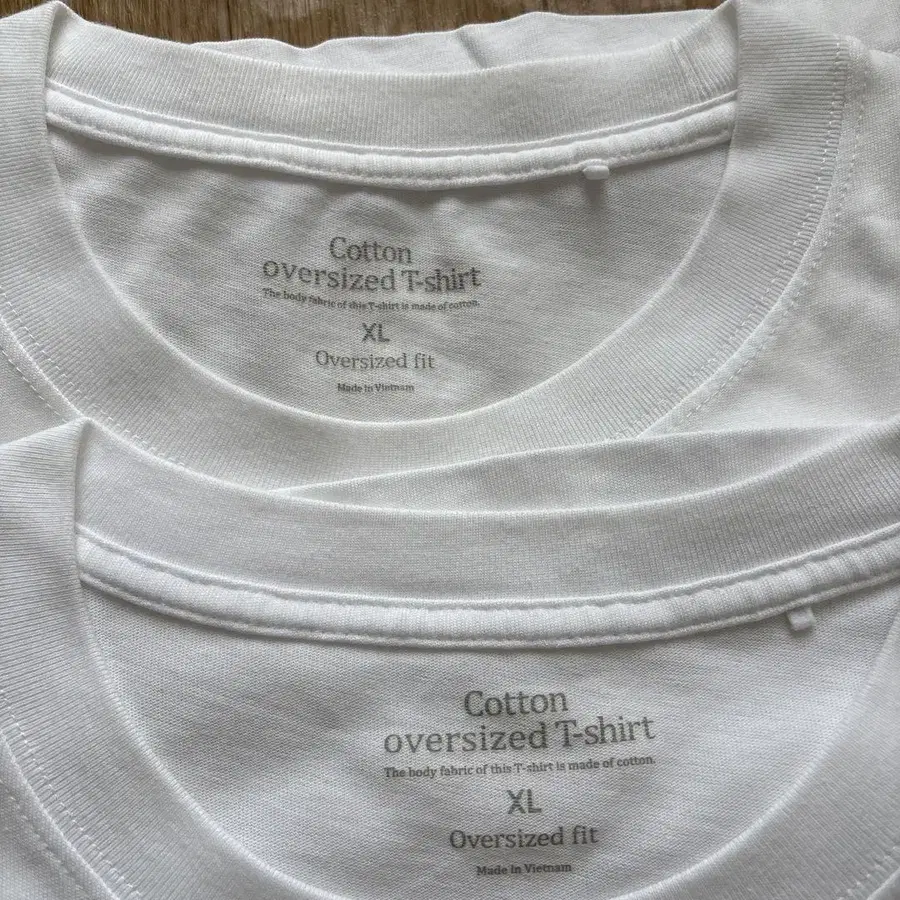 Cotton
oversized T-shirt
The body fabric of this T-shirt is made of cotton.
XL
Oversized fit
Made in Vietnam
Cotton
oversized T-shirt
The body fabric of this T-shirt is made of cotton.
XL
Oversized fit
Made in Vietnam